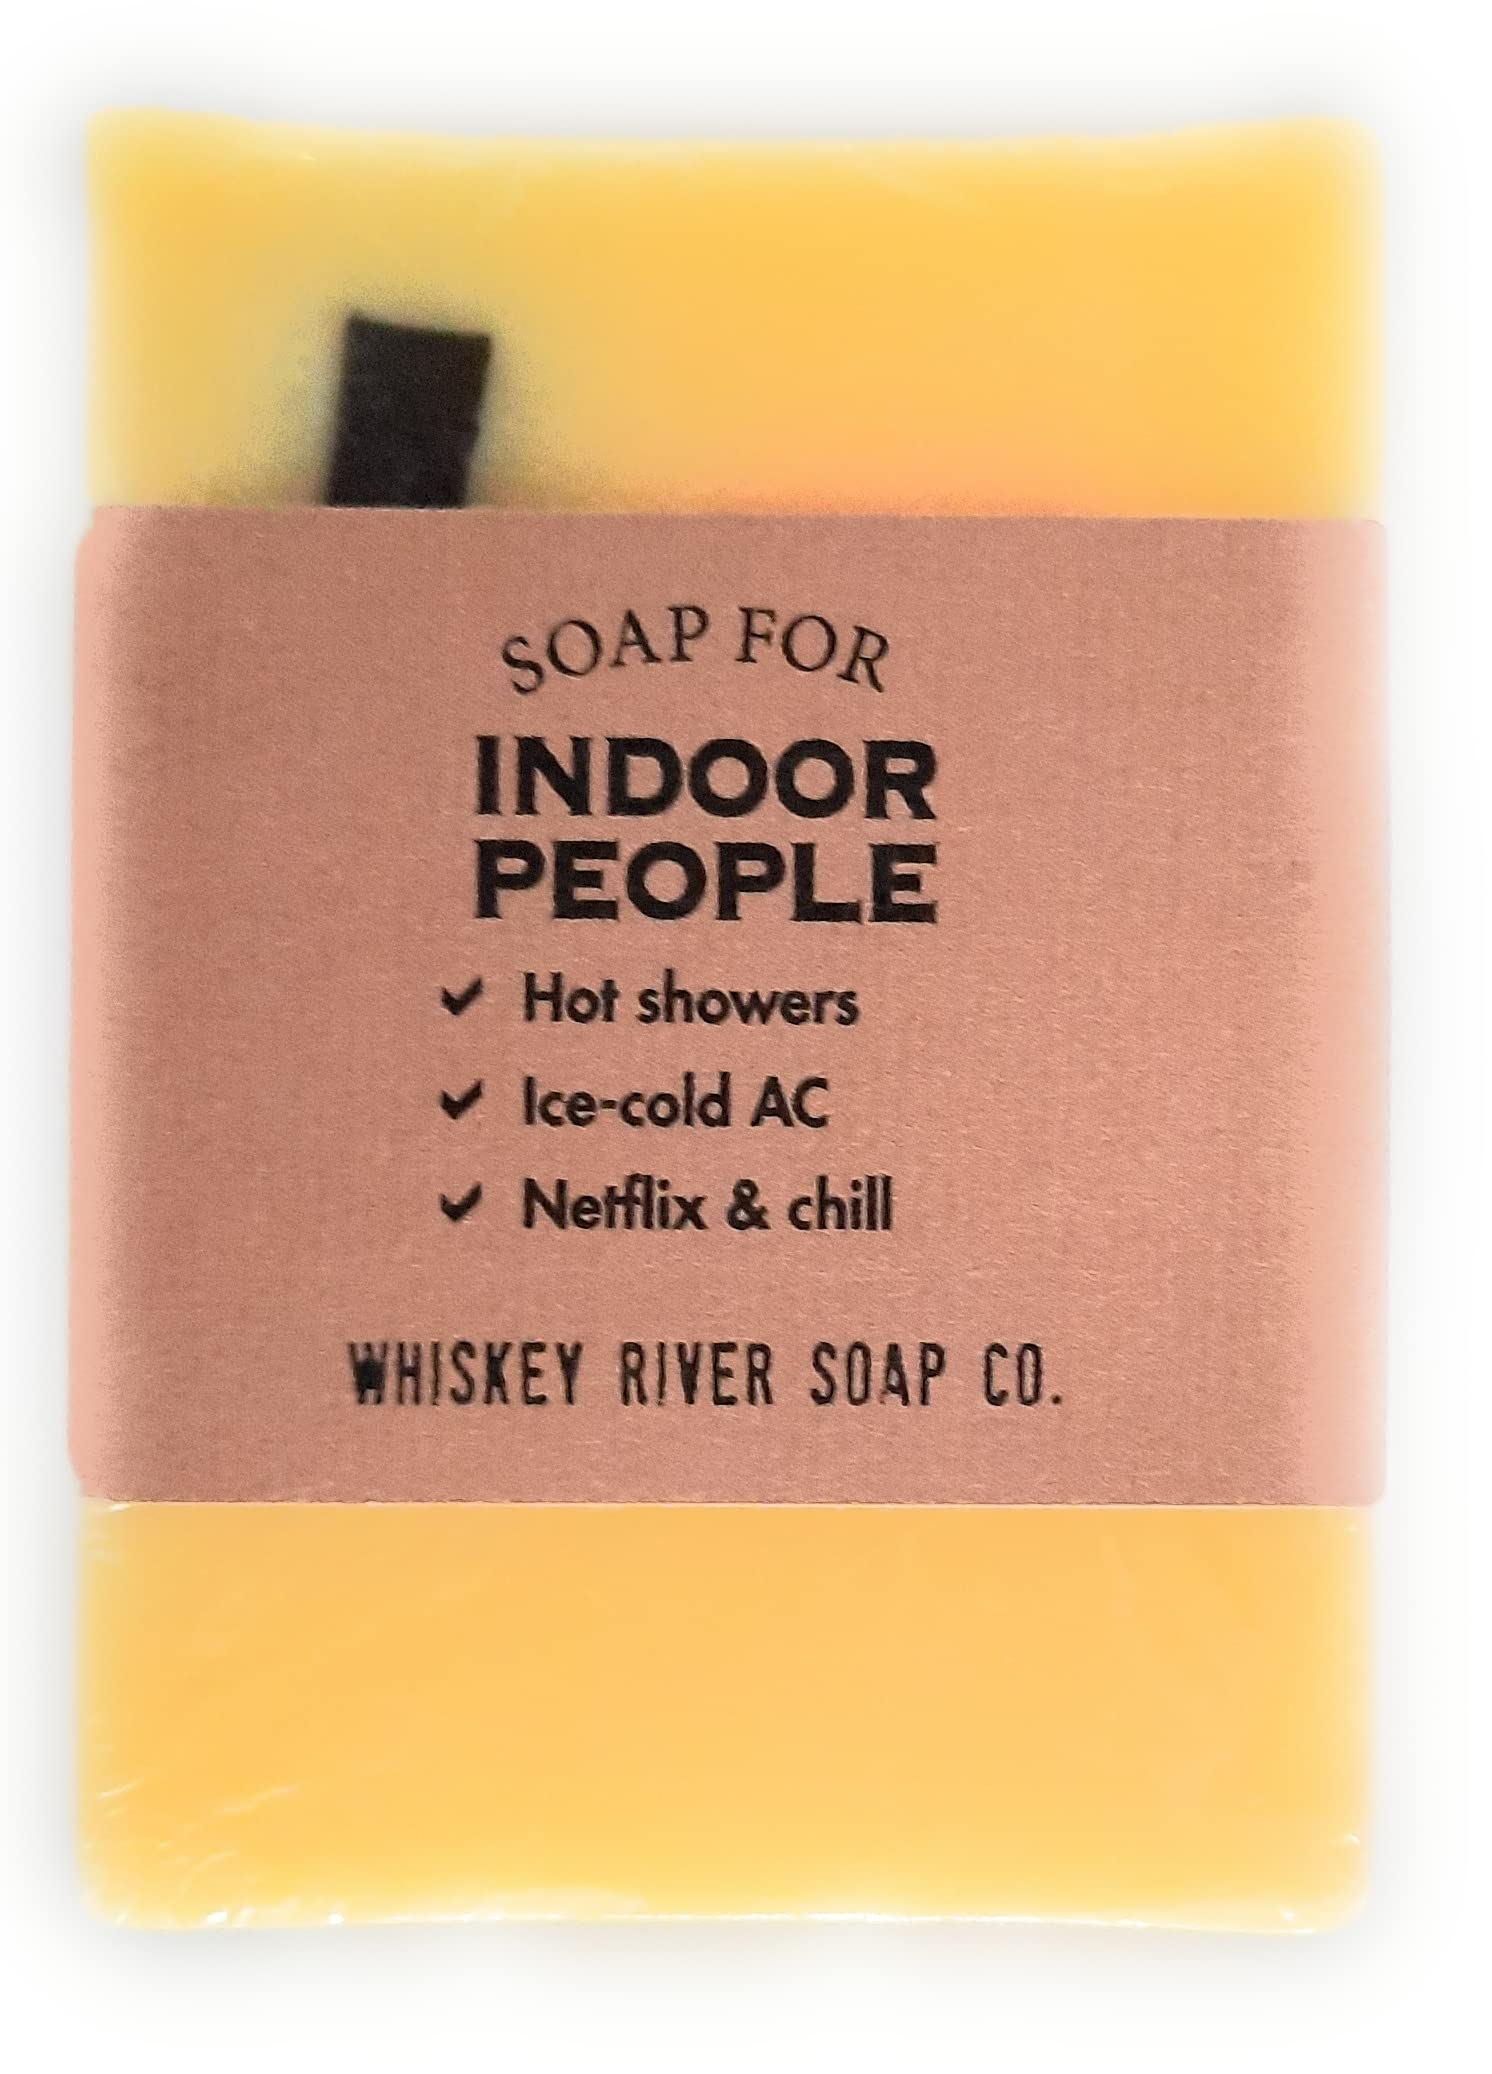 SOAP FOR
INDOOR
PEOPLE
✓ Hot showers
✓ Ice-cold AC
✓ Netflix & chill
WHISKEY RIVER SOAP CO.